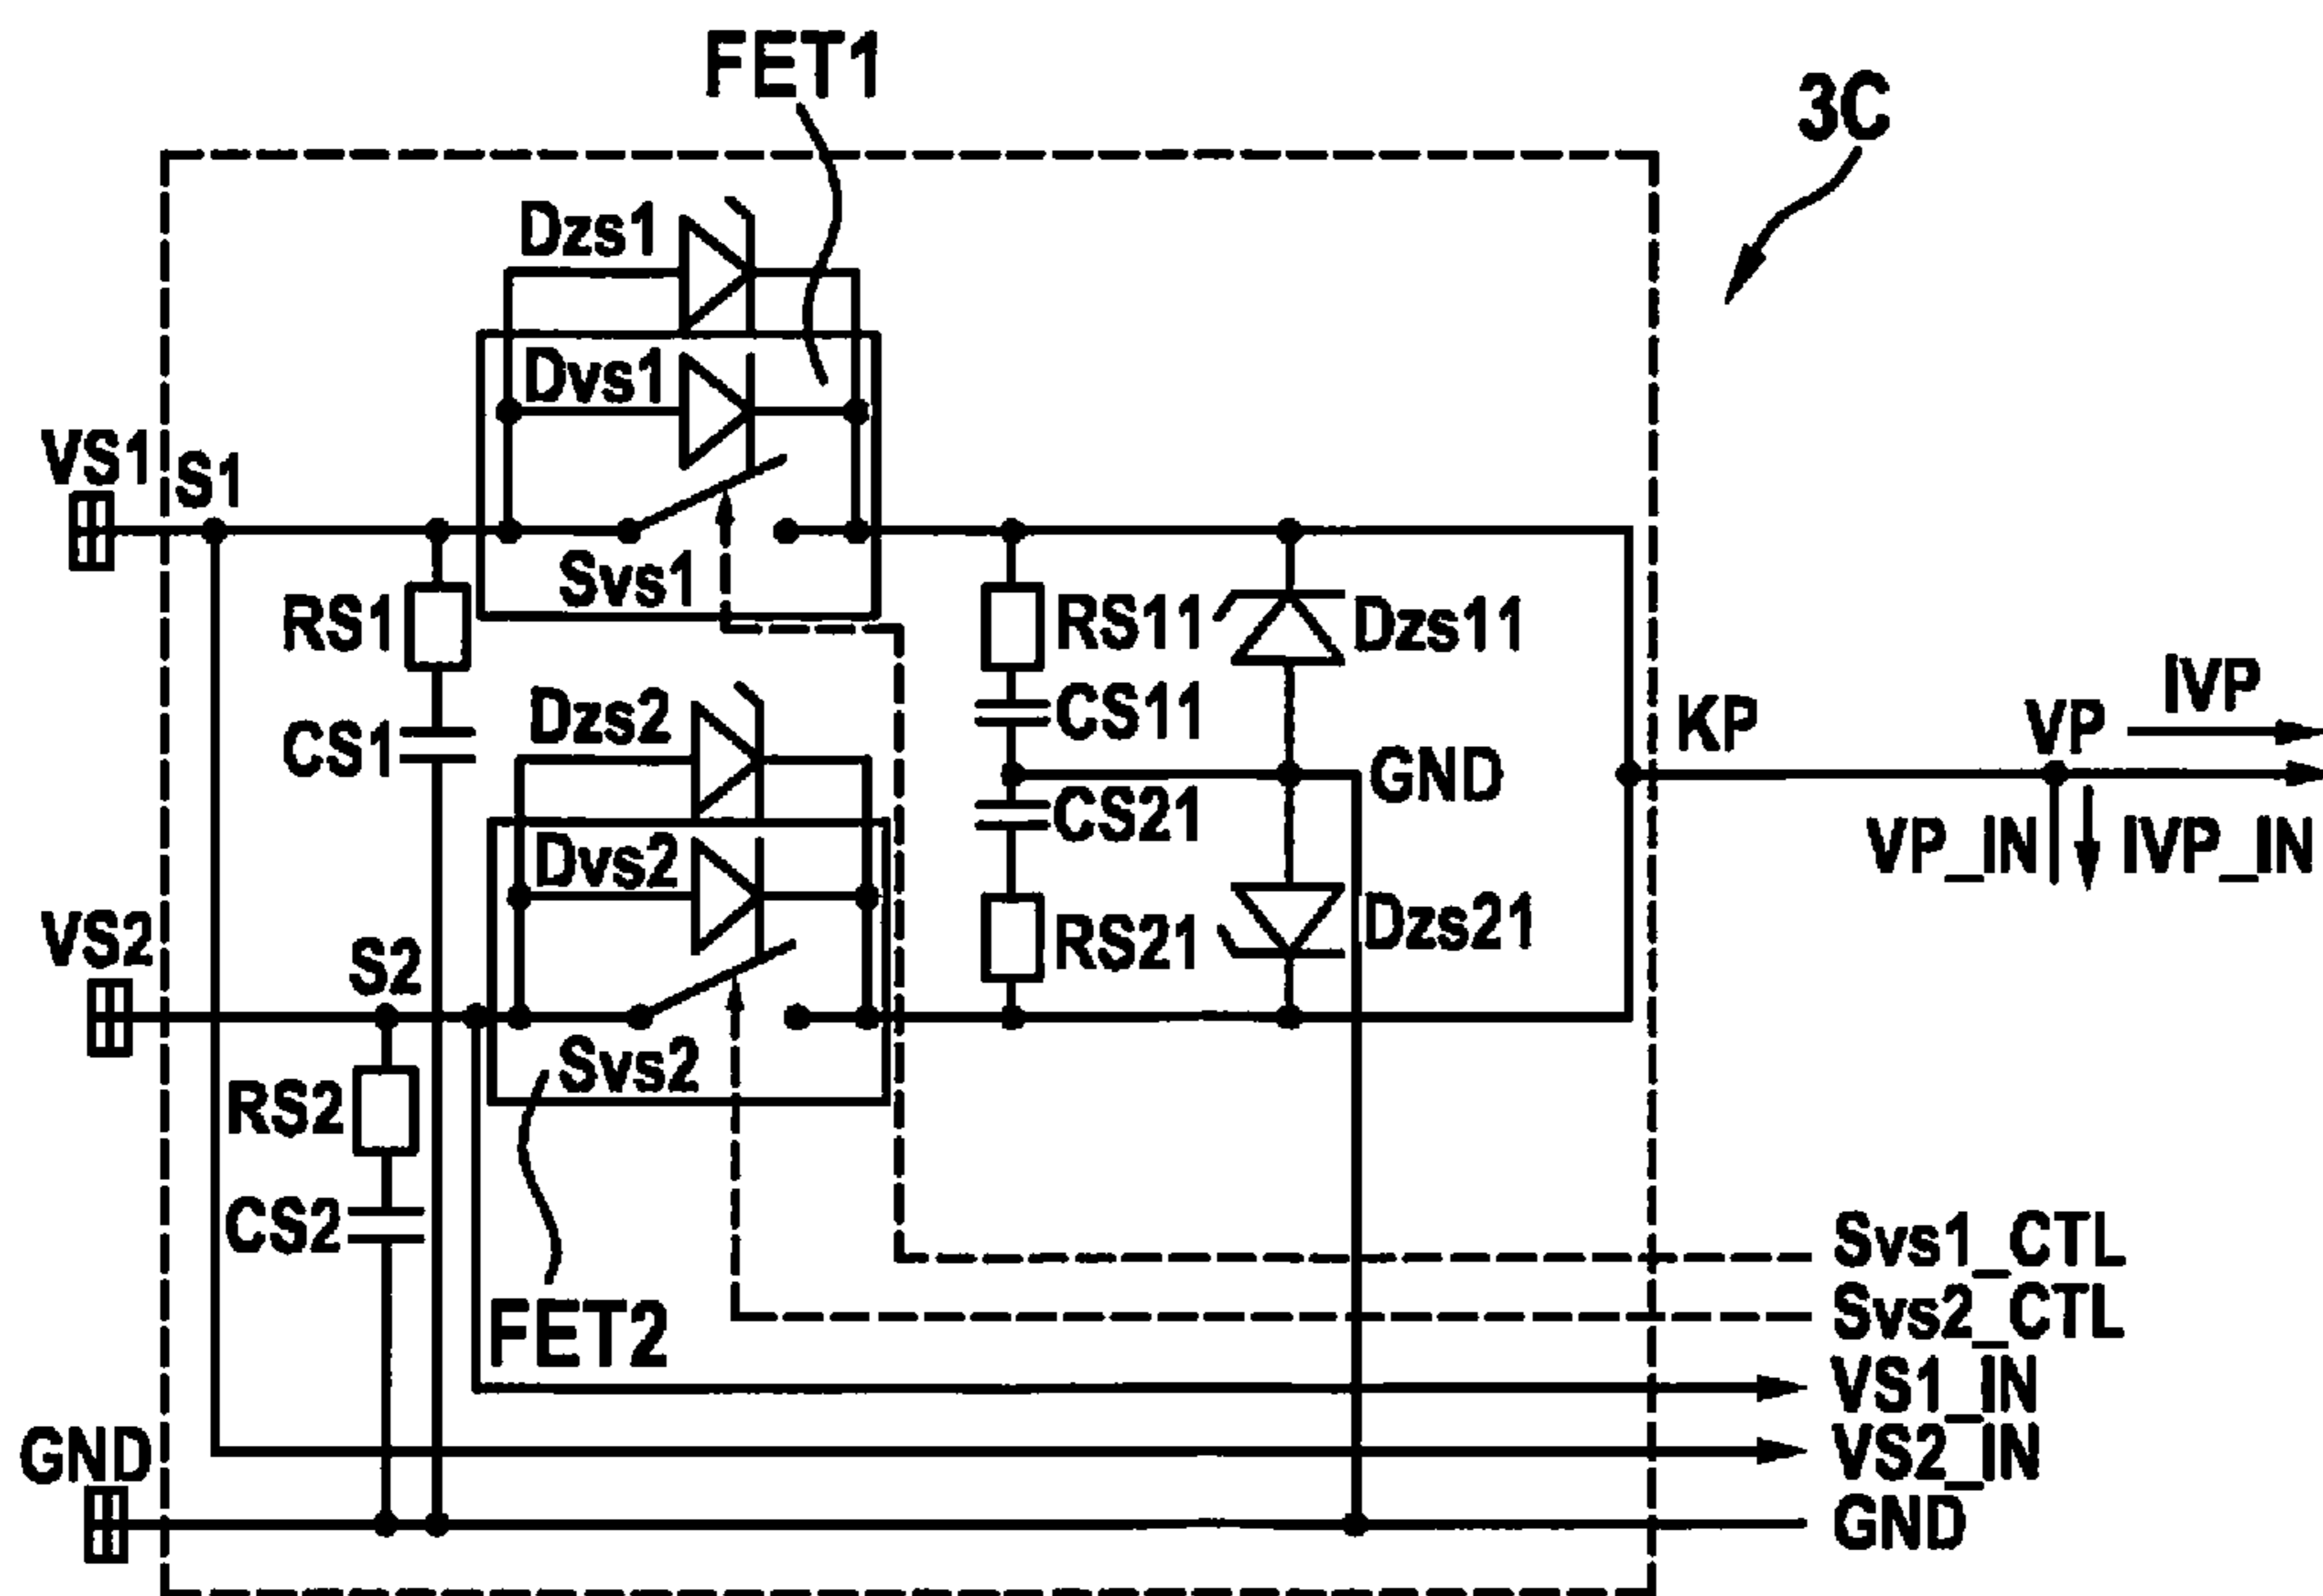 FET1
3C
Dzs1
Dvs1
VS1
S1
Svs1
RS1
RS11
Dzs11
CS1
Dzs2
CS11
KP
VP
IVP
GND
CS21
Dvs2
VP_IN
IVP_IN
VS2
S2
RS21
Dzs21
Svs2
RS2
CS2
Svs1_CTL
FET2
Svs2_CTL
VS1_IN
GND
VS2_IN
GND